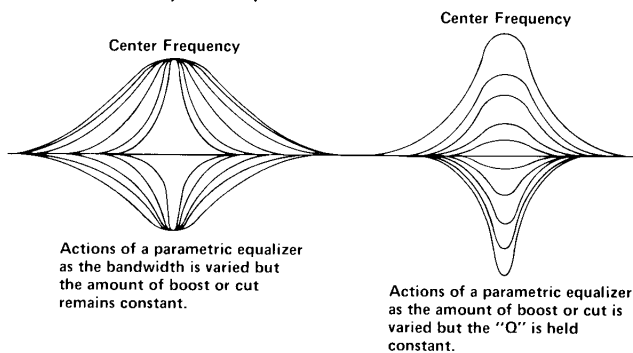 Center Frequency
Center Frequency
Actions of a parametric equalizer
as the bandwidth is varied but
the amount of boost or cut
remains constant.
Actions of a parametric equalizer
as the amount of boost or cut is
varied but the "Q" is held
constant.